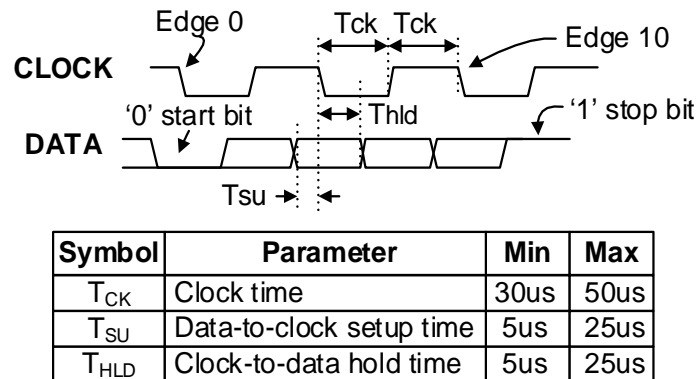 Edge 0
Tck Tck
Edge 10
CLOCK
'0' start bit
Thld
'1' stop bit
DATA
Tsu
Symbol Parameter Min Max
TCK Clock time 30us 50us
TSU Data-to-clock setup time 5us 25us
THLD Clock-to-data hold time 5us 25us